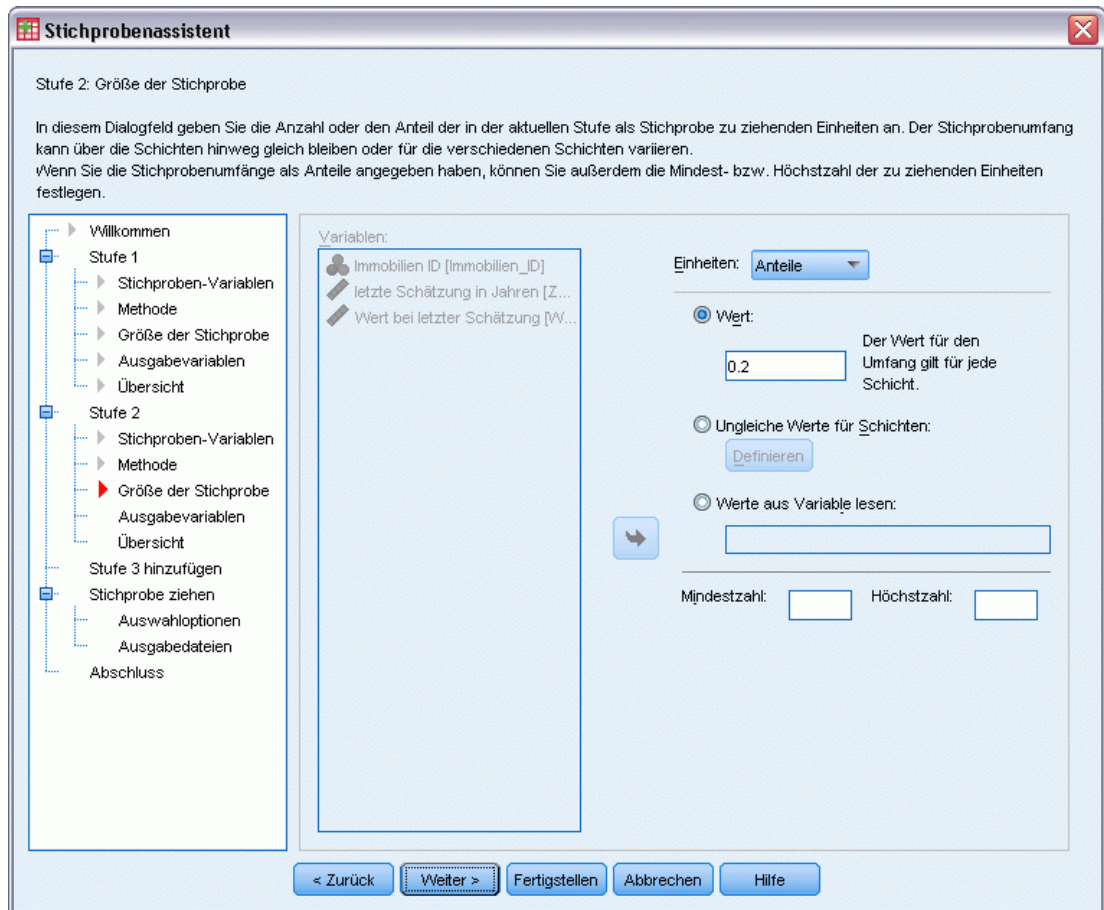 Stichprobenassistent
Stufe 2: Größe der Stichprobe
In diesem Dialogfeld geben Sie die Anzahl oder den Anteil der in der aktuellen Stufe als Stichprobe zu ziehenden Einheiten an. Der Stichprobenumfang
kann über die Schichten hinweg gleich bleiben oder für die verschiedenen Schichten variieren.
Wenn Sie die Stichprobenumfänge als Anteile angegeben haben, können Sie außerdem die Mindest- bzw. Höchstzahl der zu ziehenden Einheiten
festlegen.
Willkommen
Stufe 1
Stichproben-Variablen
Methode
Größe der Stichprobe
Ausgabevariablen
Übersicht
Stufe 2
Stichproben-Variablen
Methode
Größe der Stichprobe
Ausgabevariablen
Übersicht
Stufe 3 hinzufügen
Stichprobe ziehen
Auswahloptionen
Ausgabedateien
Abschluss
Variablen:
Immobilien ID [Immobilien_ID]
letzte Schätzung in Jahren [Z...
Wert bei letzter Schätzung [W...
Einheiten: Anteile
Wert:
0.2
Der Wert für den
Umfang gilt für jede
Schicht.
Ungleiche Werte für Schichten:
Definieren
Werte aus Variable lesen:
Mindestzahl: Höchstzahl:
< Zurück Weiter > Fertigstellen Abbrechen Hilfe